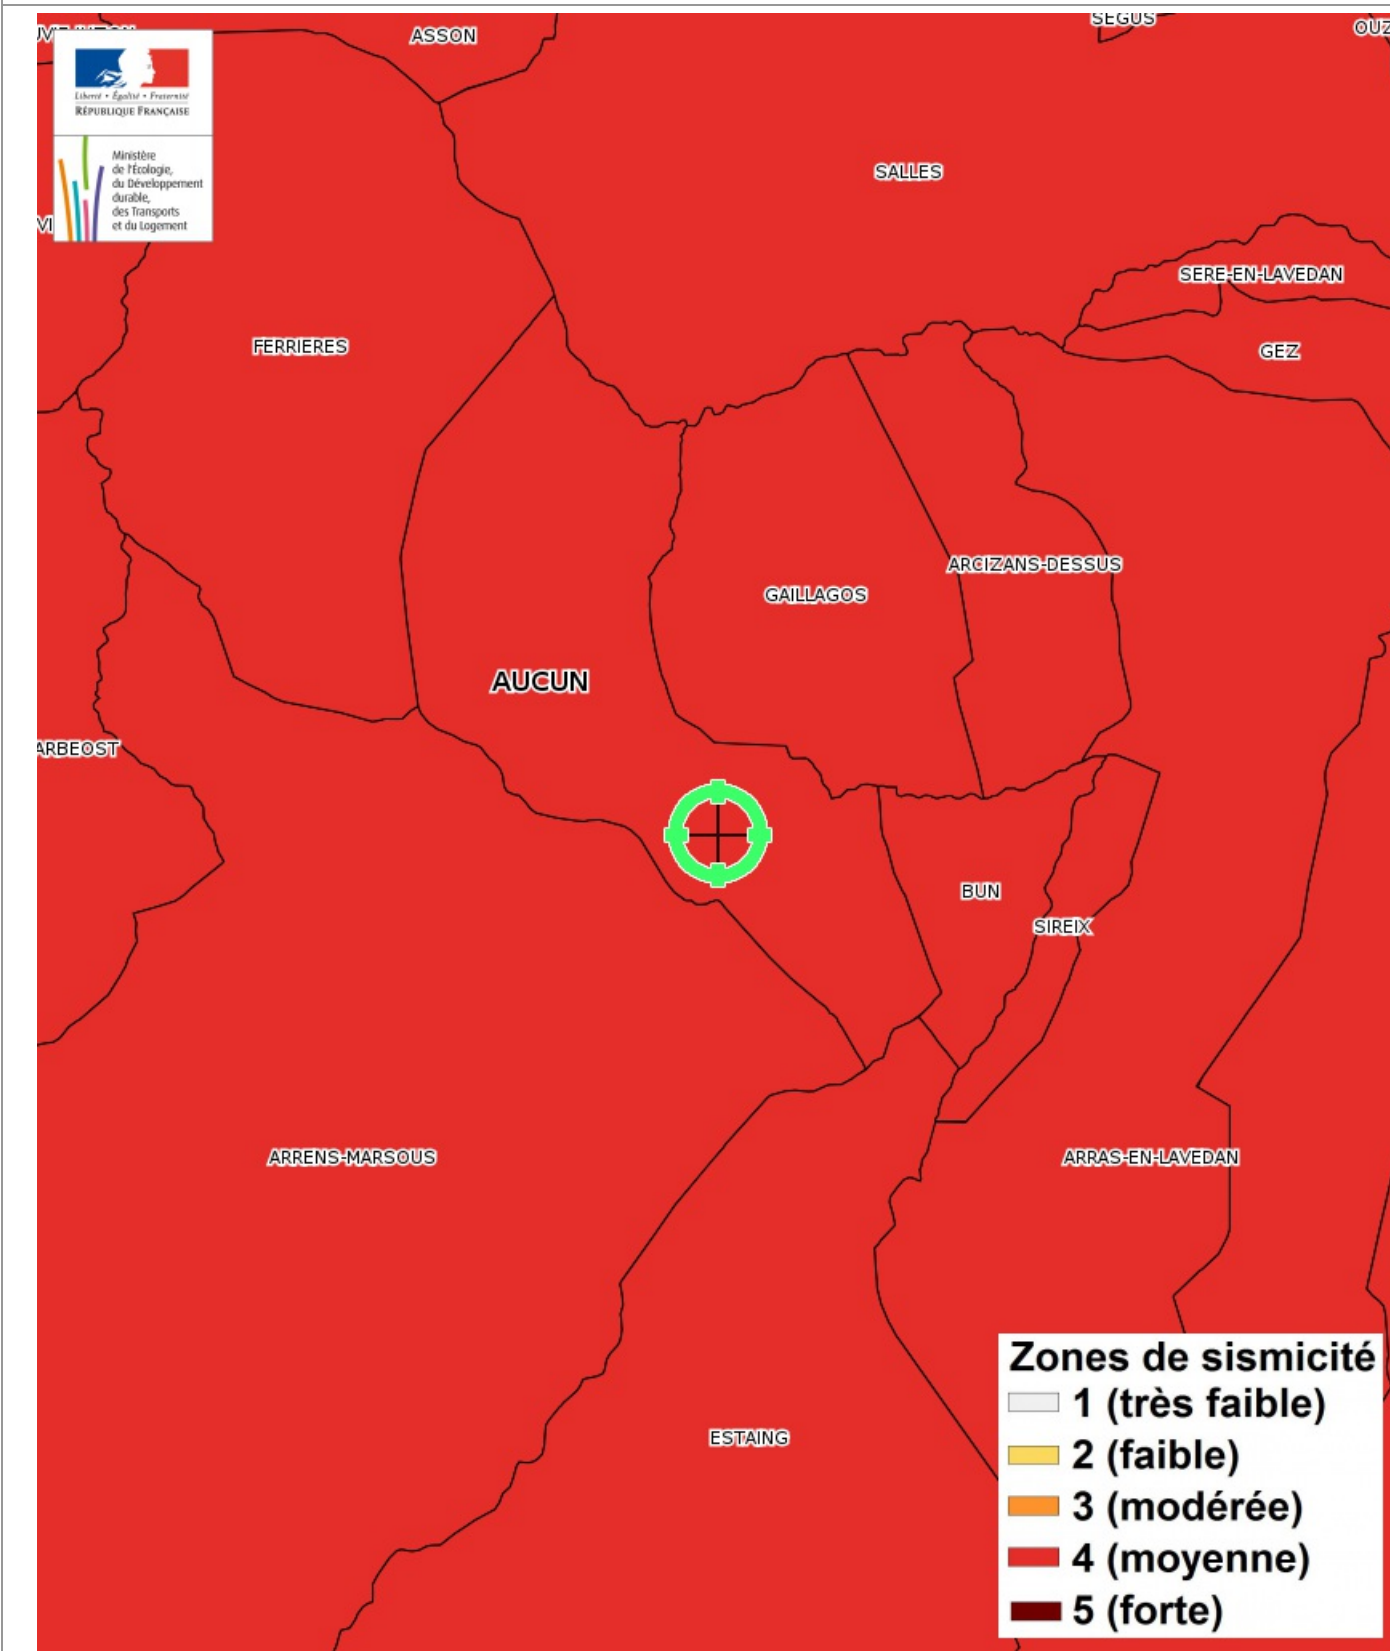 ASSON
SEGUS
OUZ
Liberté • Égalité • Fraternité
RÉPUBLIQUE FRANÇAISE
Ministère
de l'Écologie,
du Développement
durable,
des Transports
et du Logement
SALLES
VI
SERE-EN-LAVEDAN
FERRIERES
GEZ
ARCIZANS-DESSUS
GAILLAGOS
AUCUN
ARBEOST
BUN
SIREIX
ARRENS-MARSOUS
ARRAS-EN-LAVEDAN
ESTAING
Zones de sismicité
1 (très faible)
2 (faible)
3 (modérée)
4 (moyenne)
5 (forte)